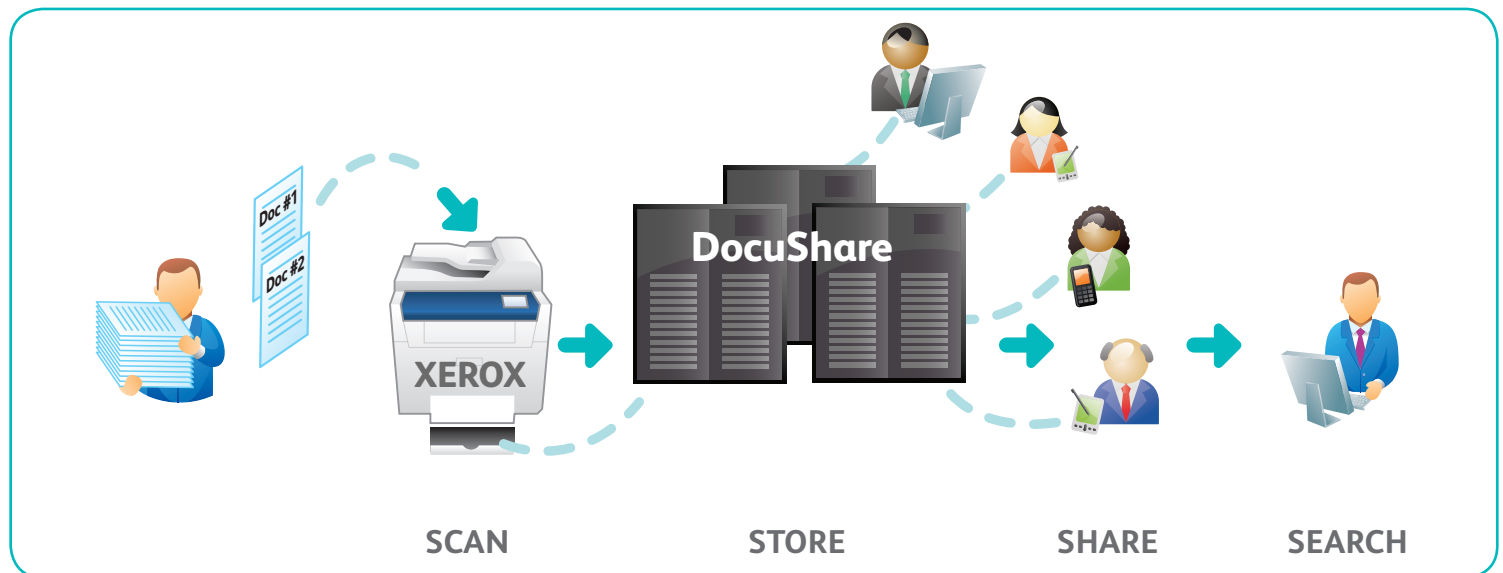 Doc #1
Doc #2
XEROX
DocuShare
SCAN
STORE
SHARE
SEARCH